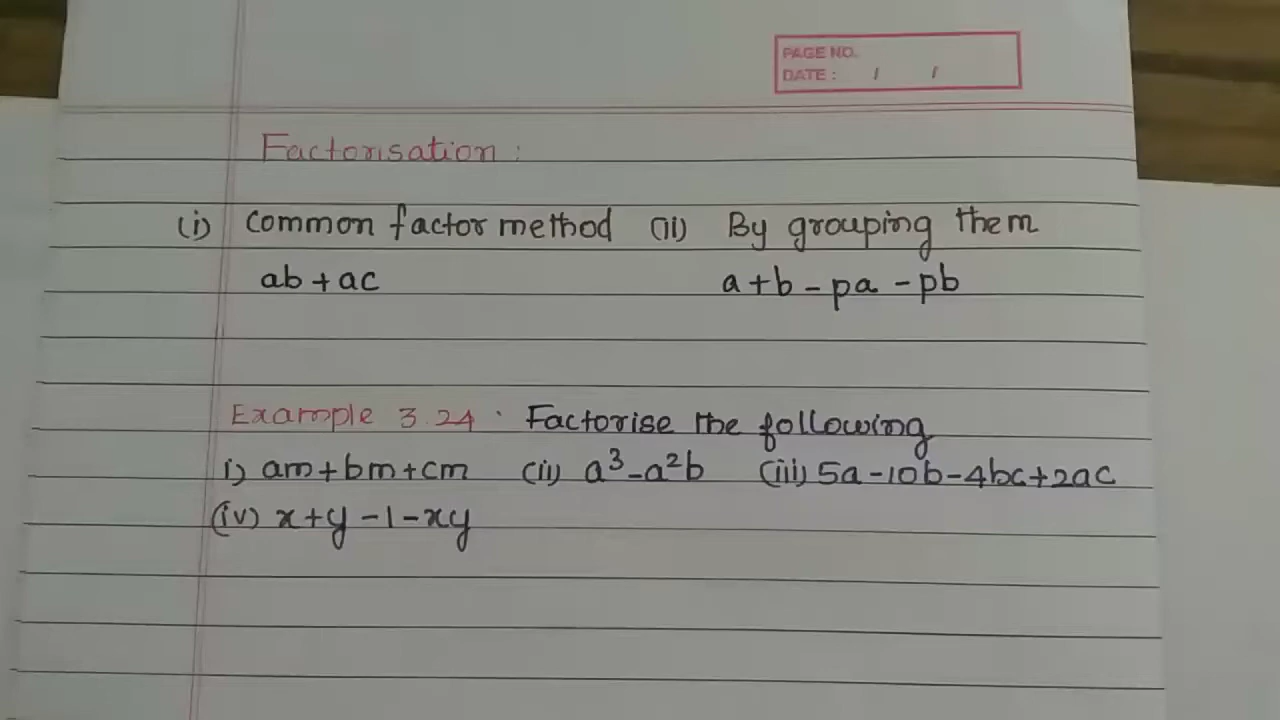 PAGE NO.
DATE : / /
Factorisation :
(i) common factor method (ii) By grouping them
ab + ac a + b - pa - pb
Example 3.24 . Factorise the following
i) am + bm + cm (ii) a³ - a²b (iii) 5a - 10b - 4bc + 2ac
(iv) x + y - 1 - xy